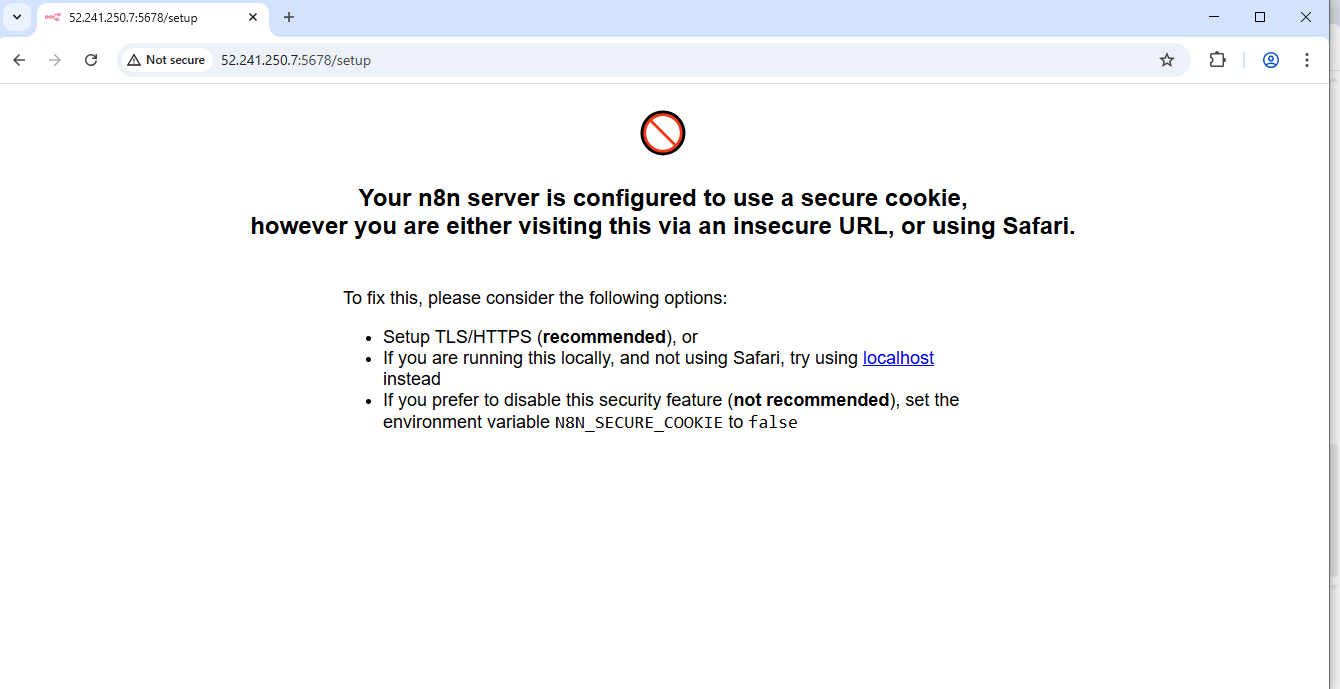 52.241.250.7:5678/setup
Not secure
52.241.250.7:5678/setup
Your n8n server is configured to use a secure cookie,
however you are either visiting this via an insecure URL, or using Safari.
To fix this, please consider the following options:
• Setup TLS/HTTPS (recommended), or
• If you are running this locally, and not using Safari, try using localhost
instead
• If you prefer to disable this security feature (not recommended), set the
environment variable N8N_SECURE_COOKIE to false